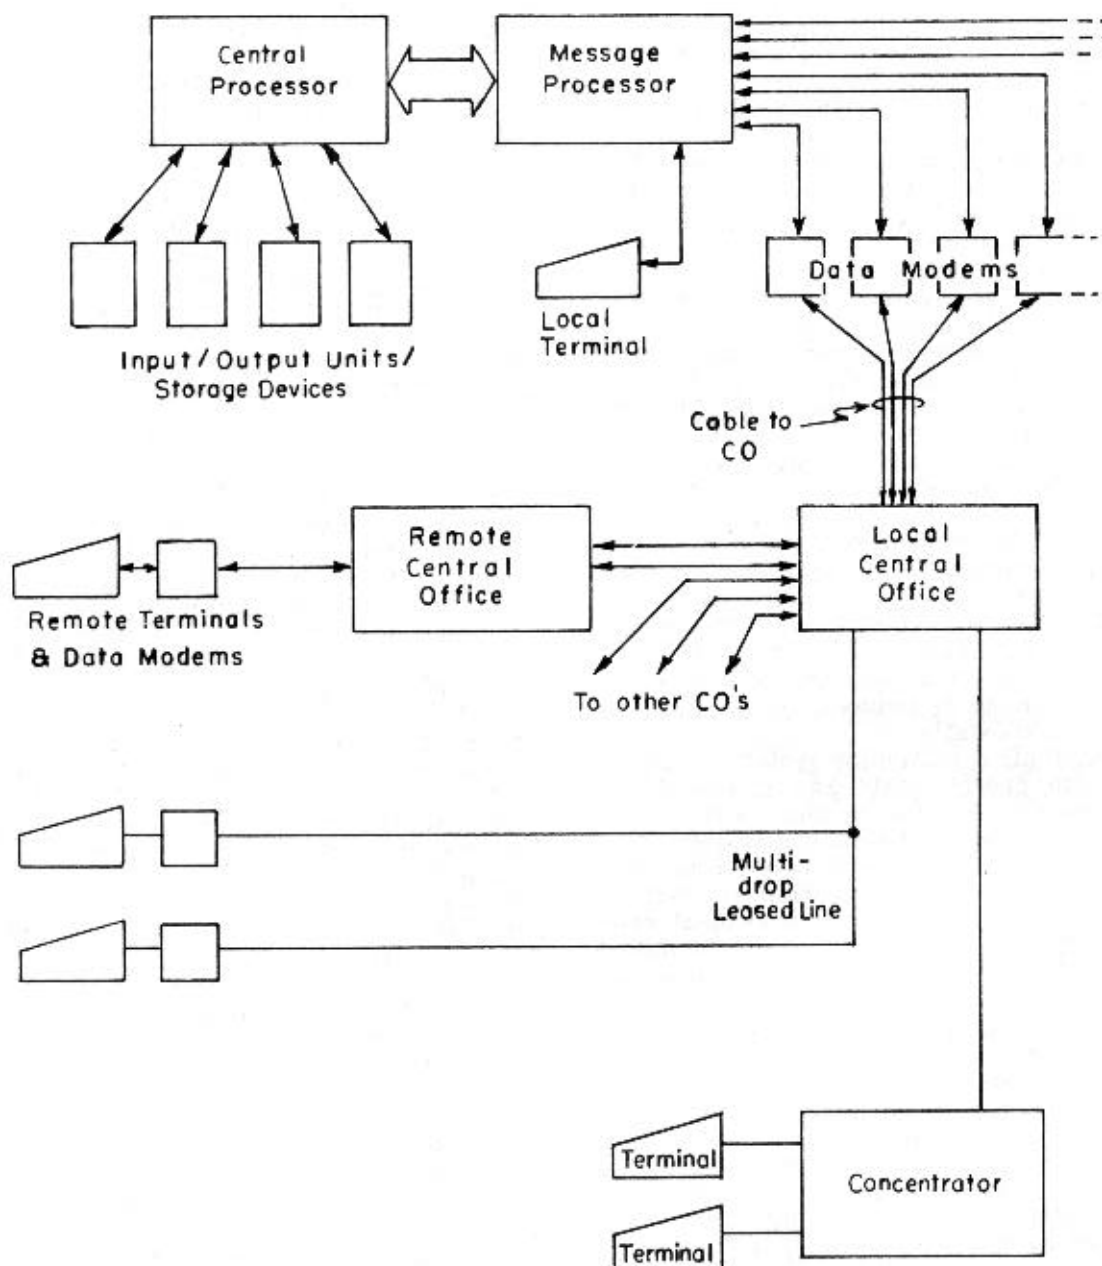 Central
Processor
Message
Processor
Data Modems
Local
Terminal
Input/Output Units/
Storage Devices
Cable to
CO
Remote
Central
Office
Local
Central
Office
Remote Terminals
& Data Modems
To other CO's
Multi-
drop
Leased Line
Terminal
Concentrator
Terminal